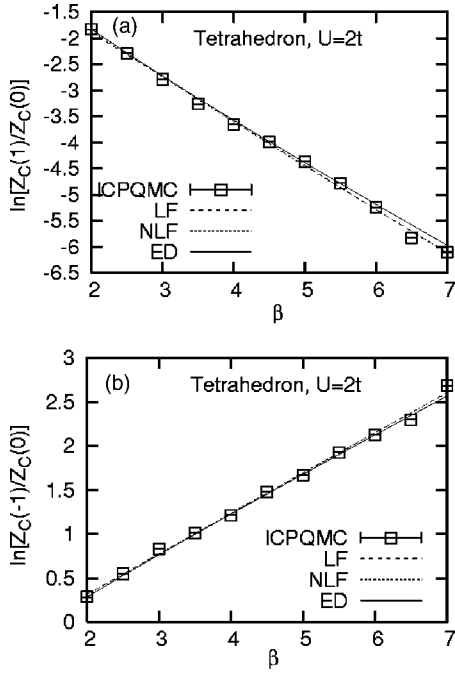 (a)
Tetrahedron, U=2t
ln[Z_C(1)/Z_C(0)]
-1.5
-2
-2.5
-3
-3.5
-4
-4.5
-5
-5.5
-6
-6.5
ICPQMC
LF
NLF
ED
2 3 4 5 6 7
β
(b)
Tetrahedron, U=2t
ln[Z_C(-1)/Z_C(0)]
3
2.5
2
1.5
1
0.5
0
ICPQMC
LF
NLF
ED
2 3 4 5 6 7
β